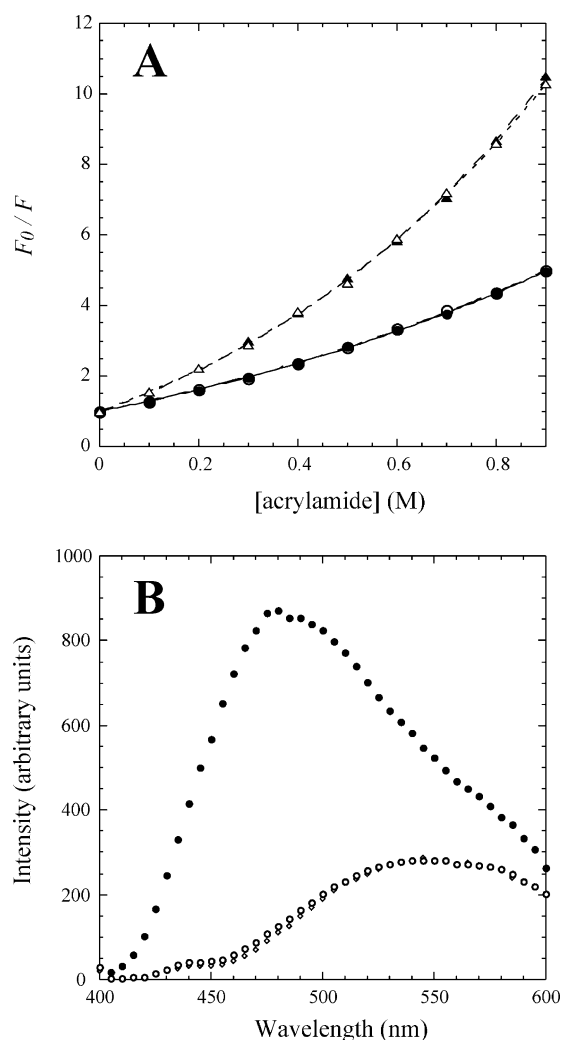 A
12
10
8
6
4
2
0
F0 / F
0 0.2 0.4 0.6 0.8
[acrylamide] (M)
B
1000
800
600
400
200
0
Intensity (arbitrary units)
400 450 500 550 600
Wavelength (nm)